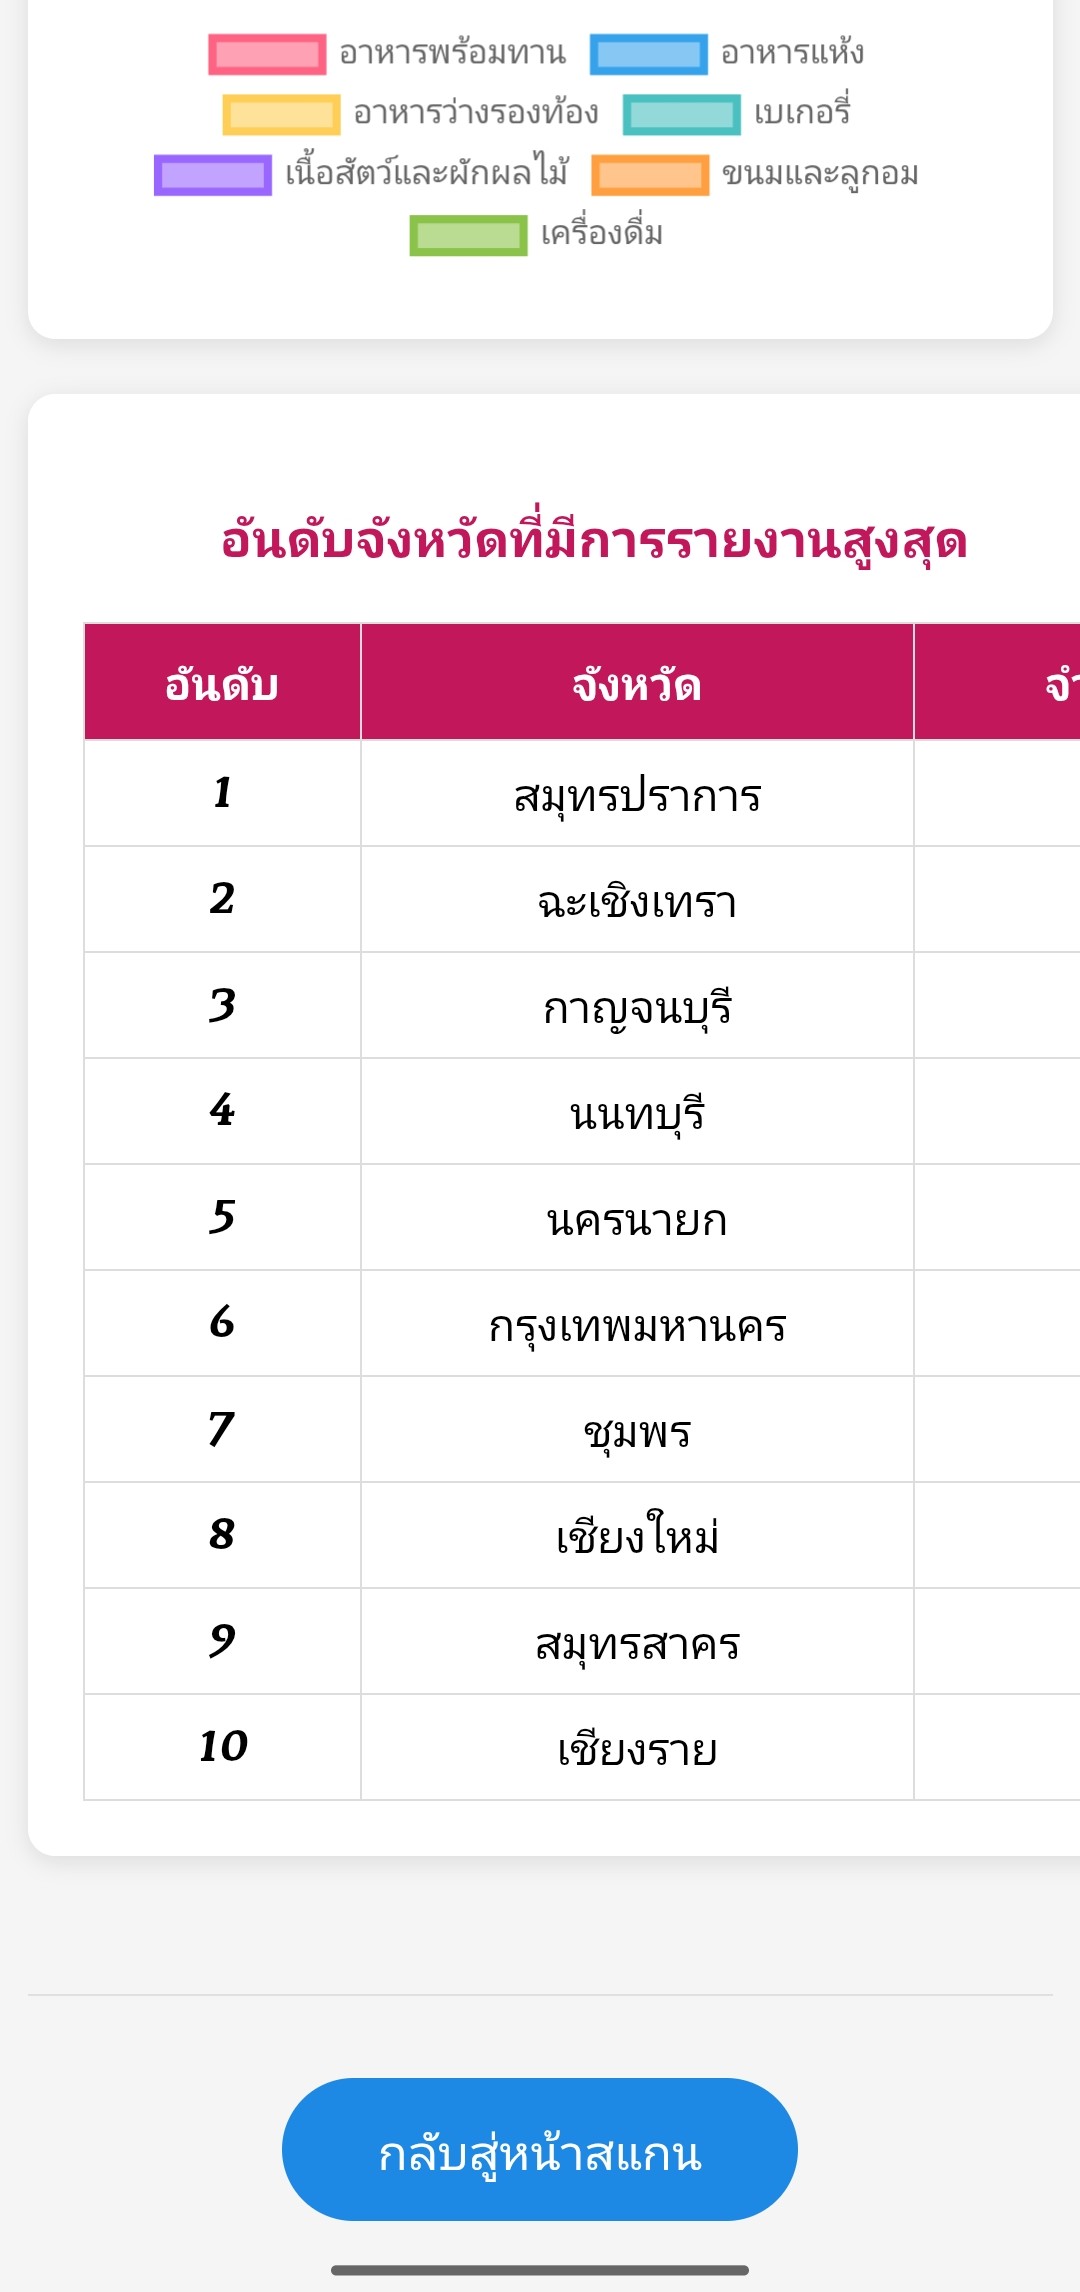 อาหารพร้อมทาน อาหารแห้ง
อาหารว่างรองท้อง เบเกอรี่
เนื้อสัตว์และผักผลไม้ ขนมและลูกอม
เครื่องดื่ม
อันดับจังหวัดที่มีการรายงานสูงสุด
อันดับ จังหวัด
1 สมุทรปราการ
2 ฉะเชิงเทรา
3 กาญจนบุรี
4 นนทบุรี
5 นครนายก
6 กรุงเทพมหานคร
7 ชุมพร
8 เชียงใหม่
9 สมุทรสาคร
10 เชียงราย
กลับสู่หน้าสแกน